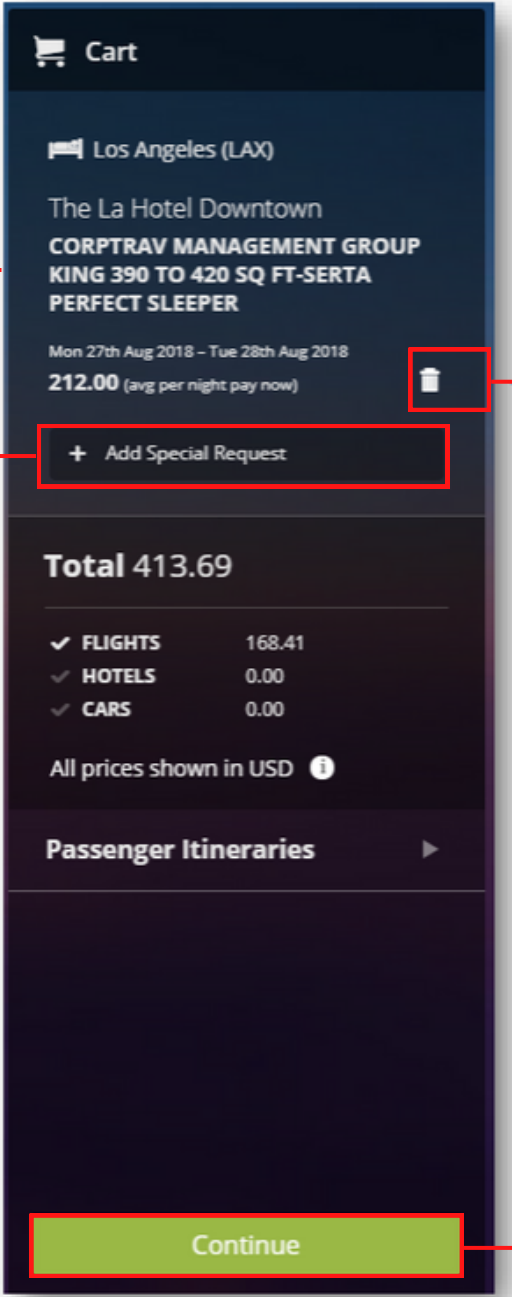 Cart
Los Angeles (LAX)
The La Hotel Downtown
CORPTRAV MANAGEMENT GROUP
KING 390 TO 420 SQ FT-SERTA
PERFECT SLEEPER
Mon 27th Aug 2018 – Tue 28th Aug 2018
212.00 (avg per night pay now)
+ Add Special Request
Total 413.69
FLIGHTS 168.41
HOTELS 0.00
CARS 0.00
All prices shown in USD
Passenger Itineraries
Continue